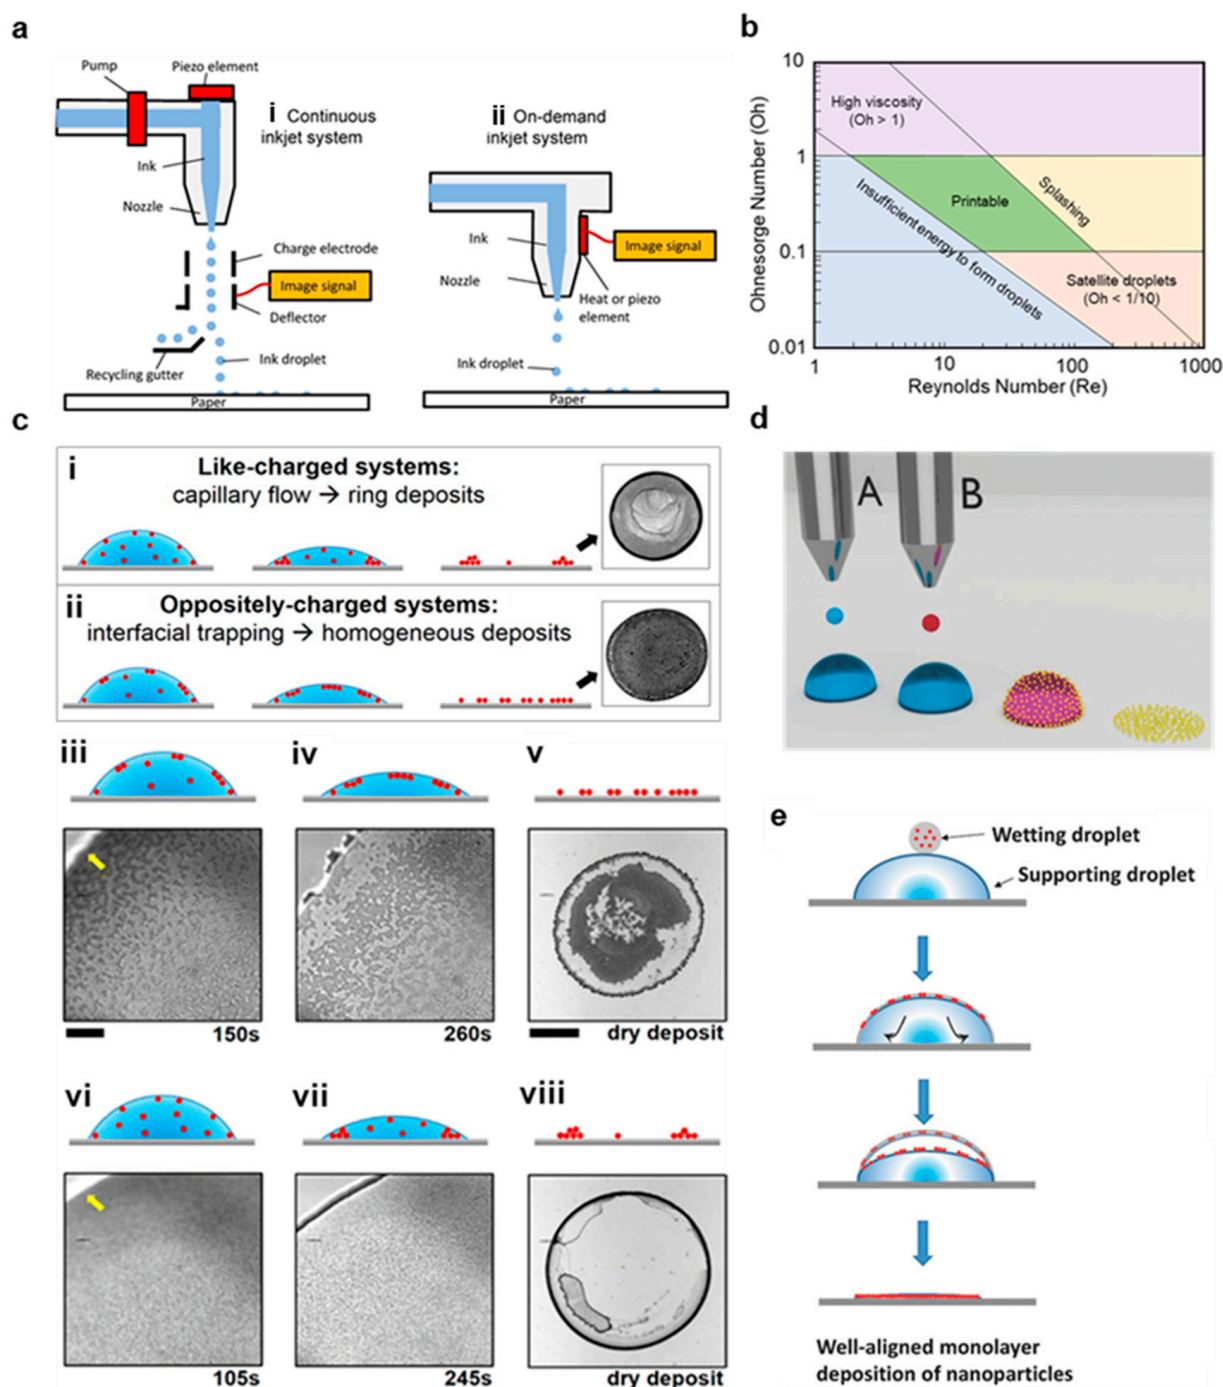 a
Pump
Piezo element
i Continuous
inkjet system
Ink
Nozzle
Charge electrode
Image signal
Deflector
Ink droplet
Recycling gutter
Paper
ii On-demand
inkjet system
Ink
Image signal
Nozzle
Heat or piezo
element
Ink droplet
Paper
b
Ohnesorge Number (Oh)
10
1
0.1
0.01
High viscosity
(Oh > 1)
Printable
Splashing
Insufficient energy to form droplets
Satellite droplets
(Oh < 1/10)
1
10
100
1000
Reynolds Number (Re)
c
i
Like-charged systems:
capillary flow → ring deposits
ii
Oppositely-charged systems:
interfacial trapping → homogeneous deposits
iii
iv
v
150s
260s
dry deposit
vi
vii
viii
105s
245s
dry deposit
d
A
B
e
Wetting droplet
Supporting droplet
Well-aligned monolayer
deposition of nanoparticles